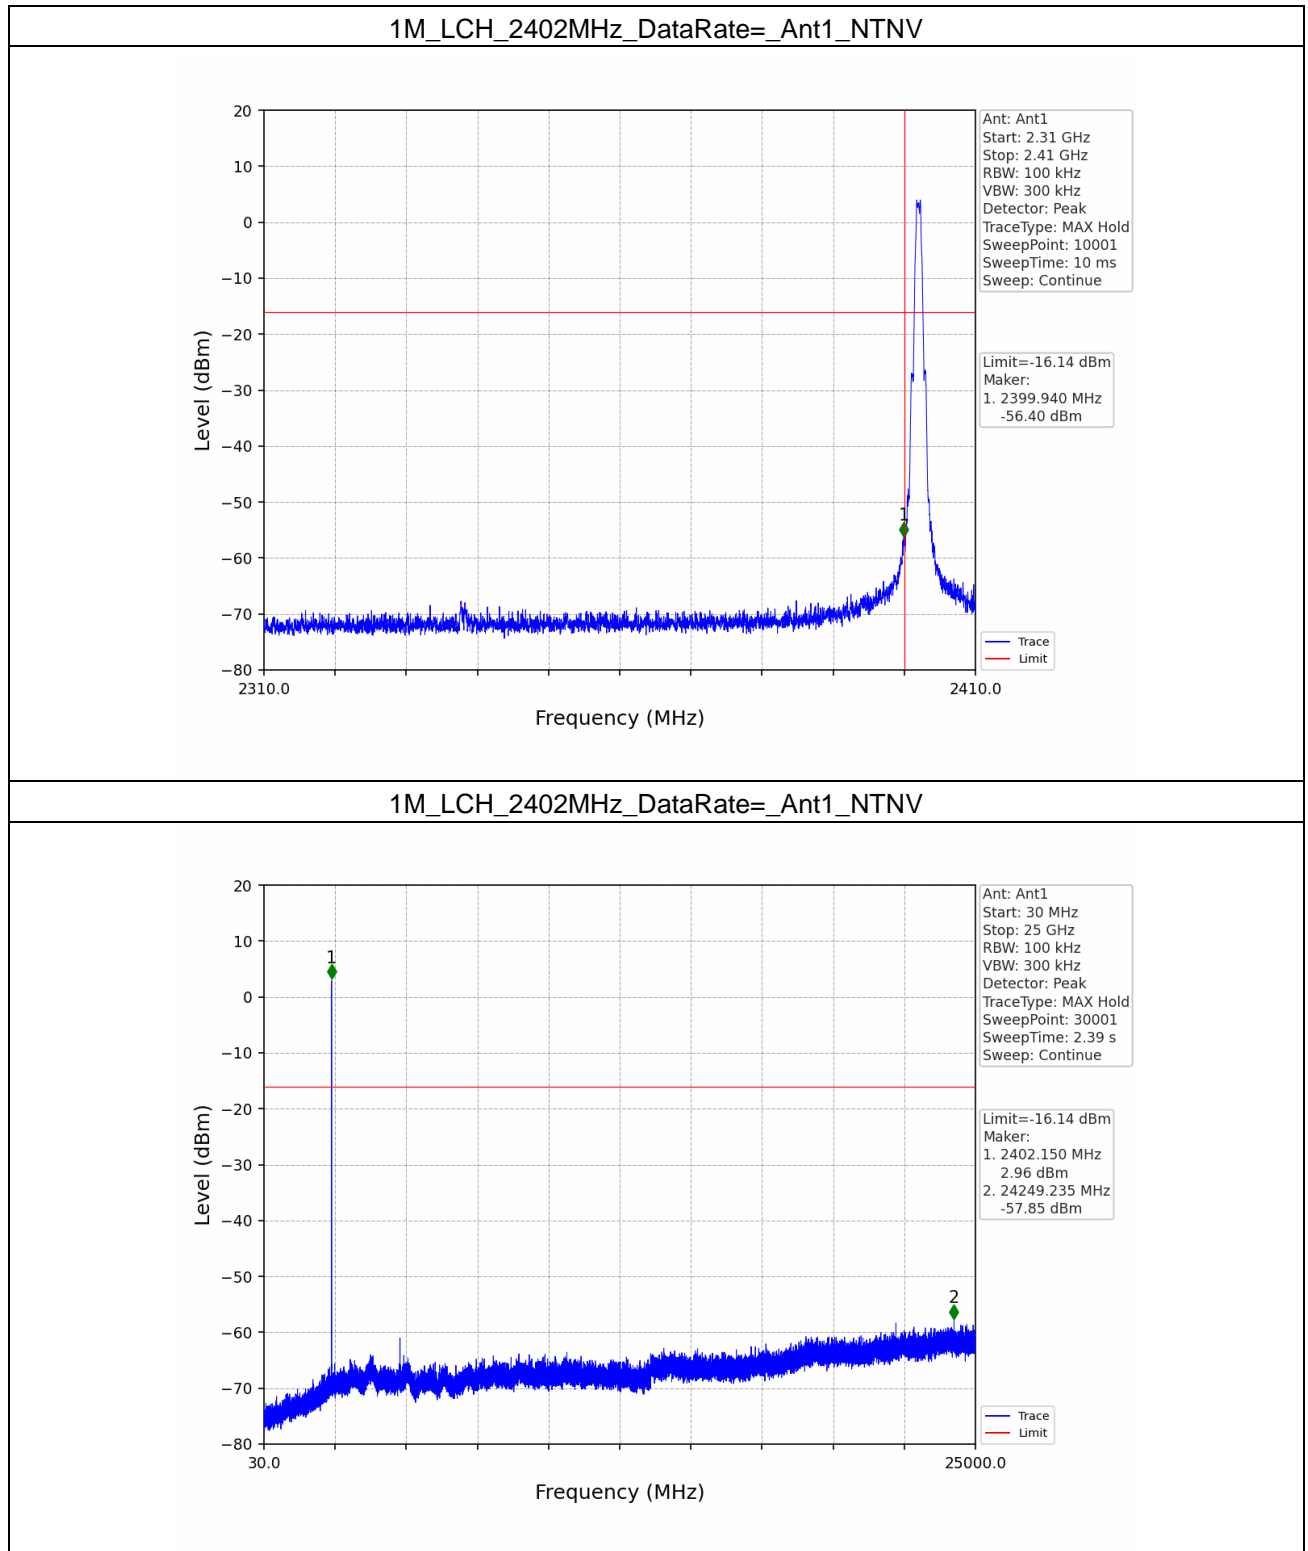 1M_LCH_2402MHz_DataRate=_Ant1_NTNV
20
10
0
−10
−20
−30
−40
−50
−60
−70
−80
Level (dBm)
1
2310.0
2410.0
Frequency (MHz)
Ant: Ant1
Start: 2.31 GHz
Stop: 2.41 GHz
RBW: 100 kHz
VBW: 300 kHz
Detector: Peak
TraceType: MAX Hold
SweepPoint: 10001
SweepTime: 10 ms
Sweep: Continue
Limit=-16.14 dBm
Maker:
1. 2399.940 MHz
-56.40 dBm
Trace
Limit
1M_LCH_2402MHz_DataRate=_Ant1_NTNV
20
10
0
−10
−20
−30
−40
−50
−60
−70
−80
Level (dBm)
1
2
30.0
25000.0
Frequency (MHz)
Ant: Ant1
Start: 30 MHz
Stop: 25 GHz
RBW: 100 kHz
VBW: 300 kHz
Detector: Peak
TraceType: MAX Hold
SweepPoint: 30001
SweepTime: 2.39 s
Sweep: Continue
Limit=-16.14 dBm
Maker:
1. 2402.150 MHz
2.96 dBm
2. 24249.235 MHz
-57.85 dBm
Trace
Limit